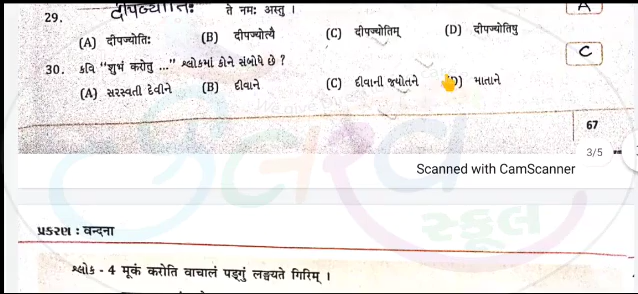 29. दीपज्योतिः ते नमः अस्तु ।
A
(A) दीपज्योतिः (B) दीपज्योत्यै (C) दीपज्योतिम् (D) दीपज्योतिषु
C
30. કવિ “शुभं करोतु ...” શ્લોકમાં કોને સંબોધે છે ?
(A) સરસ્વતી દેવીને (B) દીવાને (C) દીવાની જ્યોતને (D) માતાને
67
3/5
Scanned with CamScanner
કલરવ
સ્કૂલ
પ્રકરણ : वन्दना
શ્લોક - 4 मूकं करोति वाचालं पङ्गुं लङ्घयते गिरिम् ।